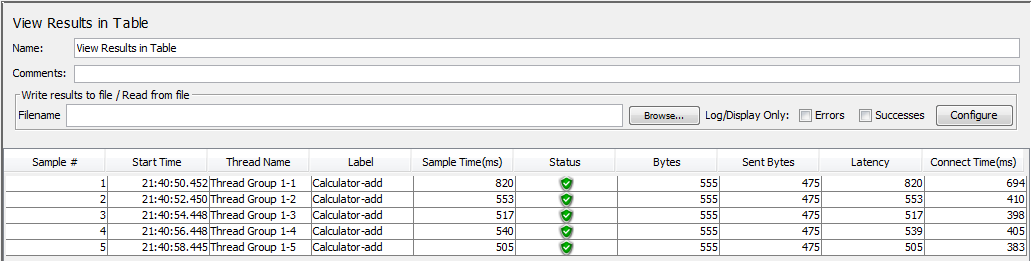 View Results in Table
Name: View Results in Table
Comments:
Write results to file / Read from file
Filename Browse... Log/Display Only: Errors Successes Configure
Sample # Start Time Thread Name Label Sample Time(ms) Status Bytes Sent Bytes Latency Connect Time(ms)
1 21:40:50.452 Thread Group 1-1 Calculator-add 820 555 475 820 694
2 21:40:52.450 Thread Group 1-2 Calculator-add 553 555 475 553 410
3 21:40:54.448 Thread Group 1-3 Calculator-add 517 555 475 517 398
4 21:40:56.448 Thread Group 1-4 Calculator-add 540 555 475 539 405
5 21:40:58.445 Thread Group 1-5 Calculator-add 505 555 475 505 383